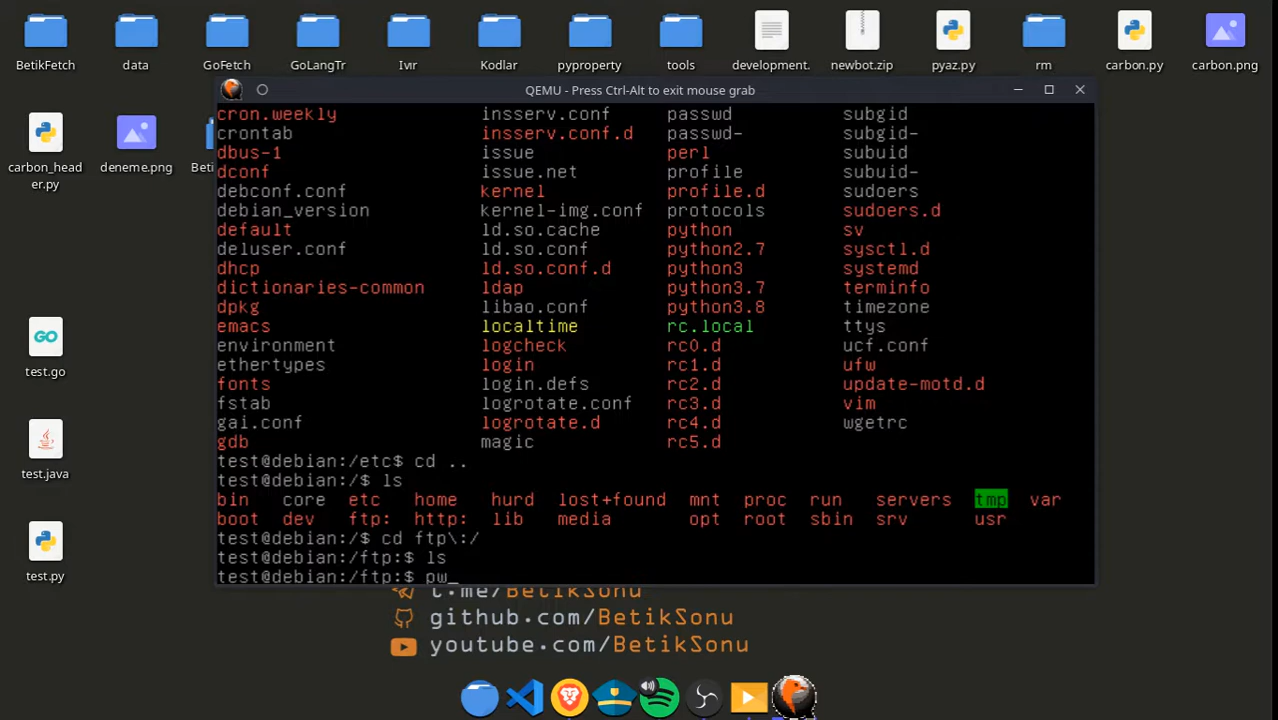 BetikFetch data GoFetch GoLangTr Ivır Kodlar pyproperty tools development. newbot.zip pyaz.py rm carbon.py carbon.png
QEMU - Press Ctrl-Alt to exit mouse grab
carbon_head
er.py
deneme.png
Beti
test.go
test.java
test.py
cron.weekly insserv.conf passwd subgid
crontab insserv.conf.d passwd- subgid-
dbus-1 issue perl subuid
dconf issue.net profile subuid-
debconf.conf kernel profile.d sudoers
debian_version kernel-img.conf protocols sudoers.d
default ld.so.cache python sv
deluser.conf ld.so.conf python2.7 sysctl.d
dhcp ld.so.conf.d python3 systemd
dictionaries-common ldap python3.7 terminfo
dpkg libao.conf python3.8 timezone
emacs localtime rc.local ttys
environment logcheck rc0.d ucf.conf
ethertypes login rc1.d ufw
fonts login.defs rc2.d update-motd.d
fstab logrotate.conf rc3.d vim
gai.conf logrotate.d rc4.d wgetrc
gdb magic rc5.d
test@debian:/etc$ cd ..
test@debian:/$ ls
bin core etc home hurd lost+found mnt proc run servers tmp var
boot dev ftp: http: lib media opt root sbin srv usr
test@debian:/$ cd ftp\:/
test@debian:/ftp:$ ls
test@debian:/ftp:$ pw_
t.me/BetikSonu
github.com/BetikSonu
youtube.com/BetikSonu